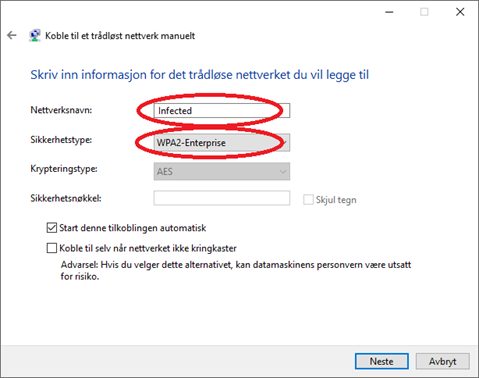 Koble til et trådløst nettverk manuelt
Skriv inn informasjon for det trådløse nettverket du vil legge til
Nettverksnavn: Infected
Sikkerhetstype: WPA2-Enterprise
Krypteringstype: AES
Sikkerhetsnøkkel: Skjul tegn
Start denne tilkoblingen automatisk
Koble til selv når nettverket ikke kringkaster
Advarsel: Hvis du velger dette alternativet, kan datamaskinens personvern være utsatt
for risiko.
Neste Avbryt